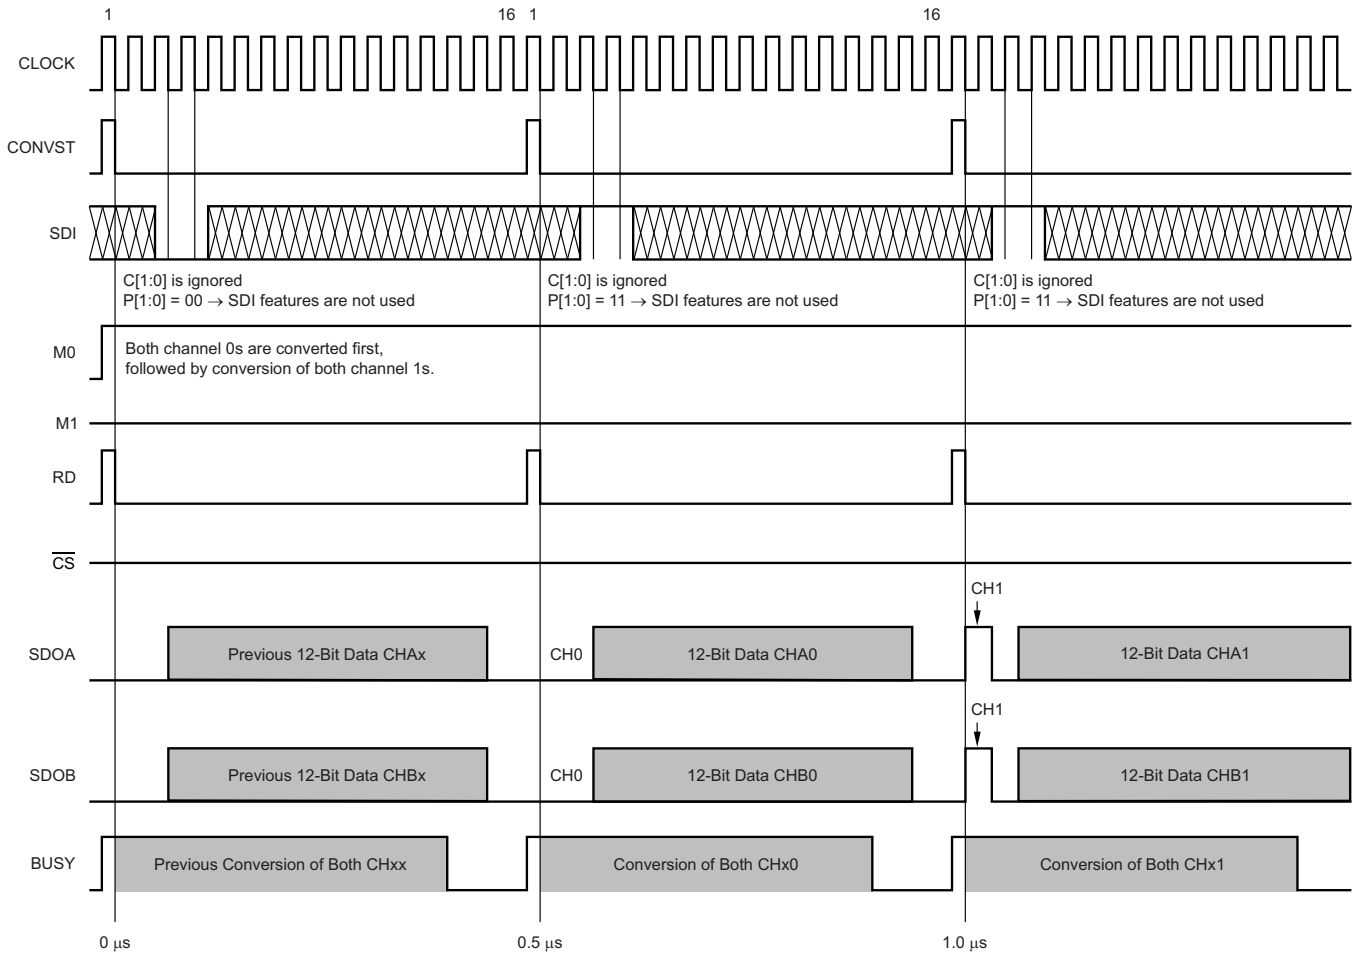 1 16 1 16
CLOCK
CONVST
SDI
C[1:0] is ignored
P[1:0] = 00 → SDI features are not used
C[1:0] is ignored
P[1:0] = 11 → SDI features are not used
C[1:0] is ignored
P[1:0] = 11 → SDI features are not used
M0
Both channel 0s are converted first,
followed by conversion of both channel 1s.
M1
RD
CS
CH1
SDOA
Previous 12-Bit Data CHAx
CH0
12-Bit Data CHA0
12-Bit Data CHA1
CH1
SDOB
Previous 12-Bit Data CHBx
CH0
12-Bit Data CHB0
12-Bit Data CHB1
BUSY
Previous Conversion of Both CHxx
Conversion of Both CHx0
Conversion of Both CHx1
0 μs
0.5 μs
1.0 μs